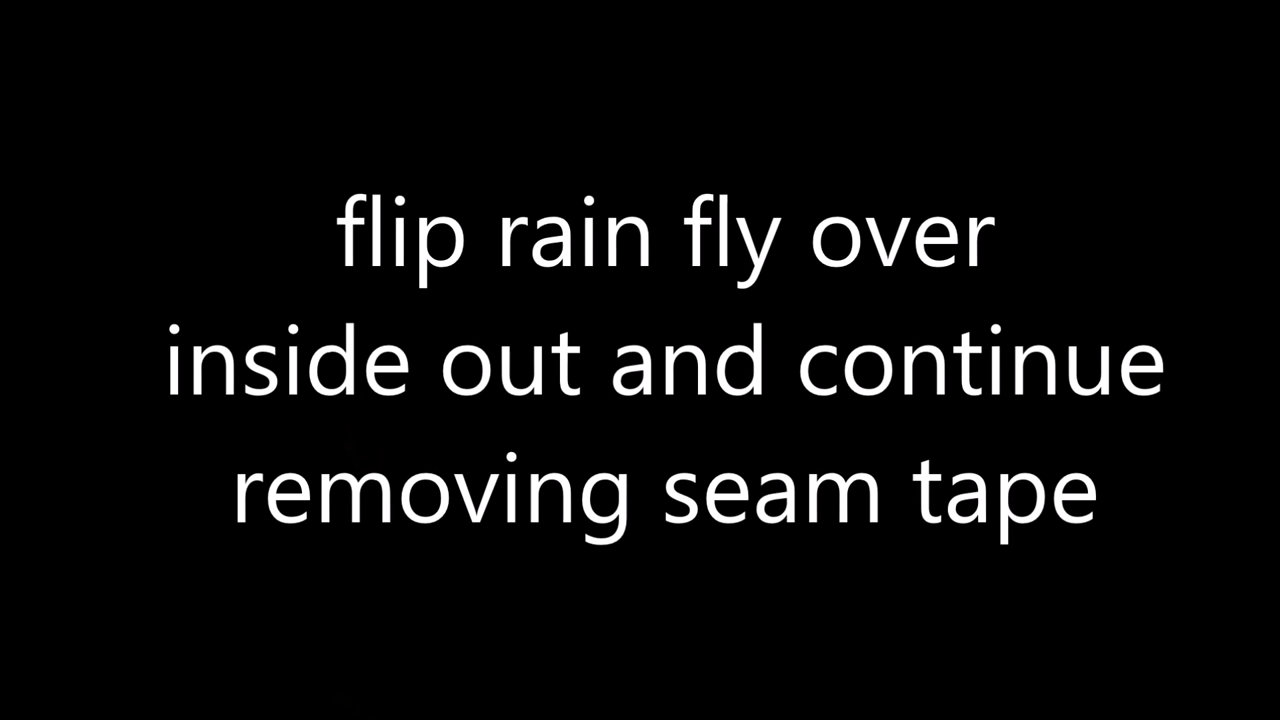 flip rain fly over
inside out and continue
removing seam tape